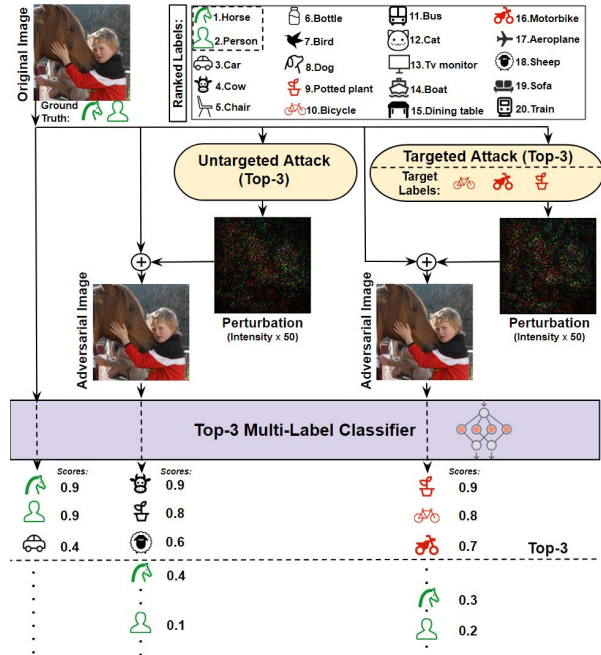 Original Image
Ground
Truth:
Ranked Labels:
1.Horse
2.Person
3.Car
4.Cow
5.Chair
6.Bottle
7.Bird
8.Dog
9.Potted plant
10.Bicycle
11.Bus
12.Cat
13.Tv monitor
14.Boat
15.Dining table
16.Motorbike
17.Aeroplane
18.Sheep
19.Sofa
20.Train
Untargeted Attack
(Top-3)
Targeted Attack (Top-3)
Target
Labels:
Perturbation
(Intensity x 50)
Perturbation
(Intensity x 50)
Adversarial Image
Adversarial Image
Top-3 Multi-Label Classifier
Scores:
0.9
0.9
0.4
Scores:
0.9
0.8
0.6
0.4
0.1
Scores:
0.9
0.8
0.7
Top-3
0.3
0.2